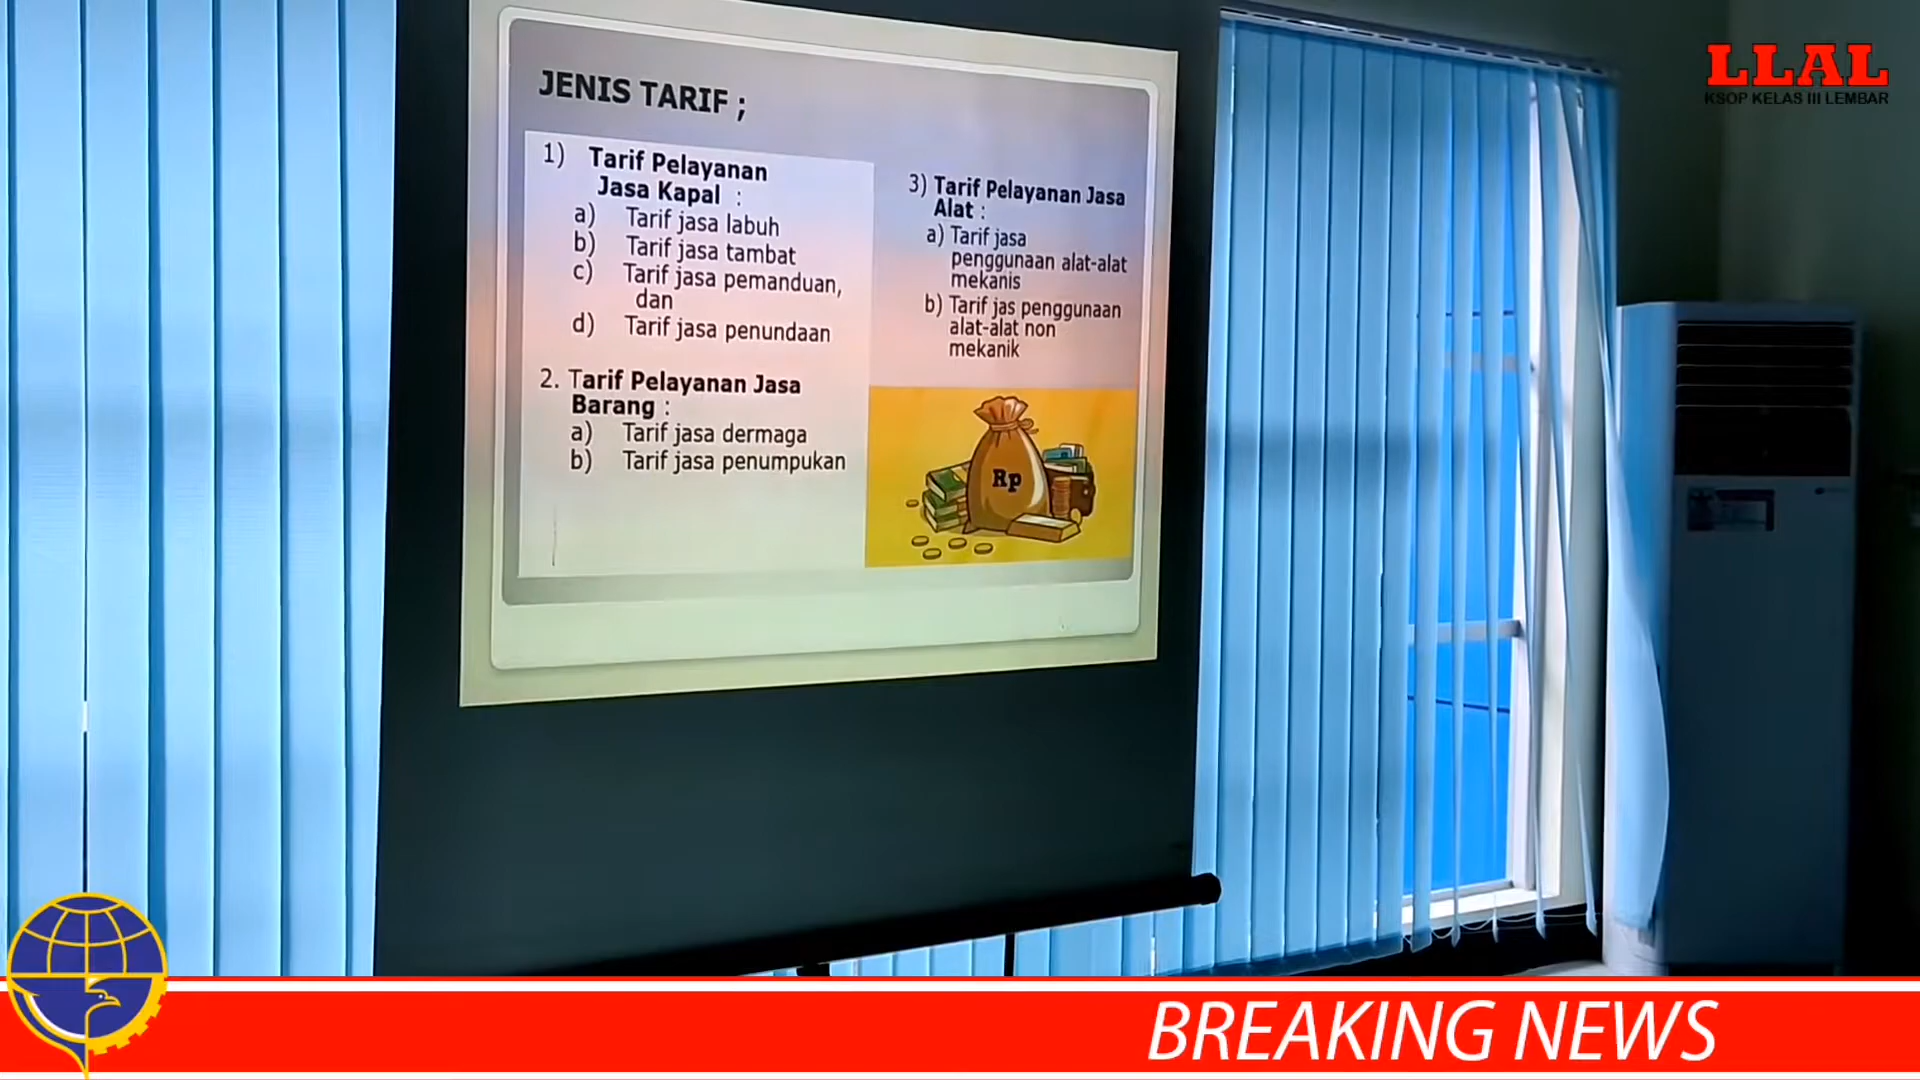 LLAL
KSOP KELAS III LEMBAR
JENIS TARIF ;
1) Tarif Pelayanan
Jasa Kapal :
a) Tarif jasa labuh
b) Tarif jasa tambat
c) Tarif jasa pemanduan,
dan
d) Tarif jasa penundaan
2. Tarif Pelayanan Jasa
Barang :
a) Tarif jasa dermaga
b) Tarif jasa penumpukan
3) Tarif Pelayanan Jasa
Alat :
a) Tarif jasa
penggunaan alat-alat
mekanis
b) Tarif jas penggunaan
alat-alat non
mekanik
Rp
BREAKING NEWS